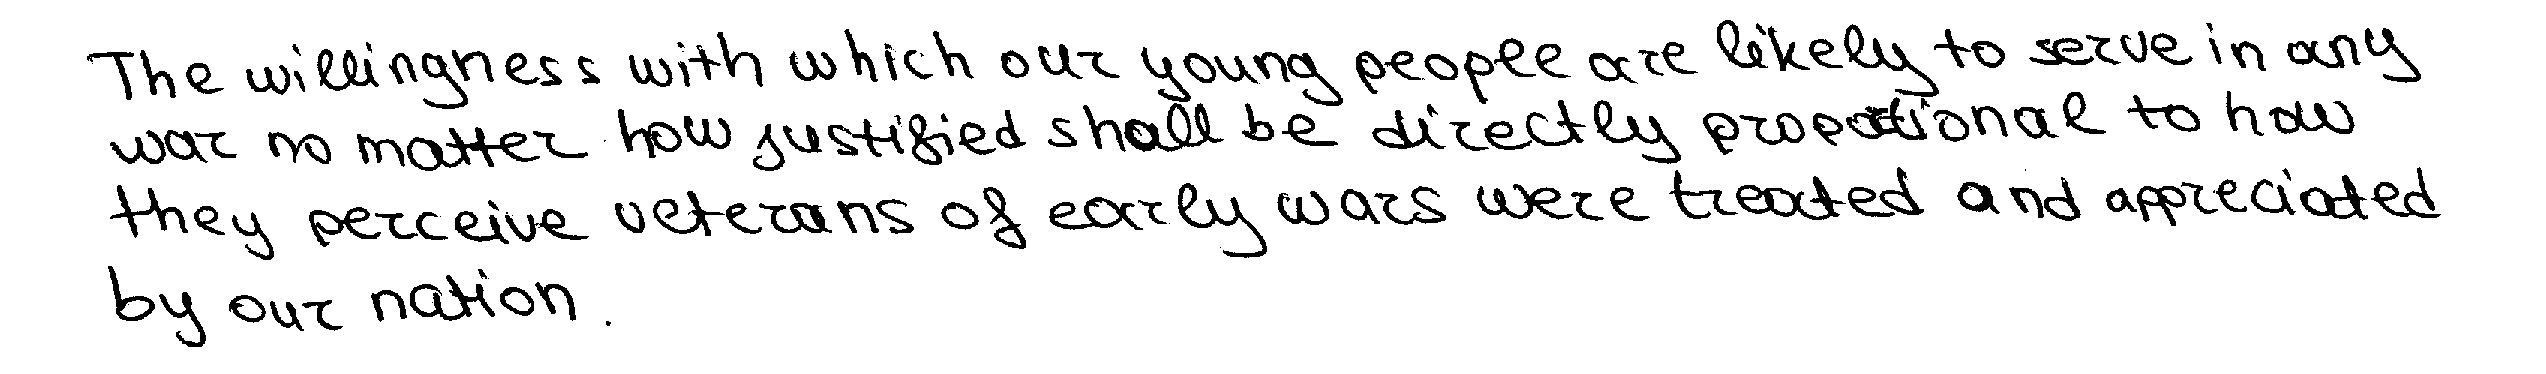 The willingness with which our young people are likely to serve in any
war no matter how justified shall be directly proportional to how
they perceive veterans of early wars were treated and appreciated
by our nation.